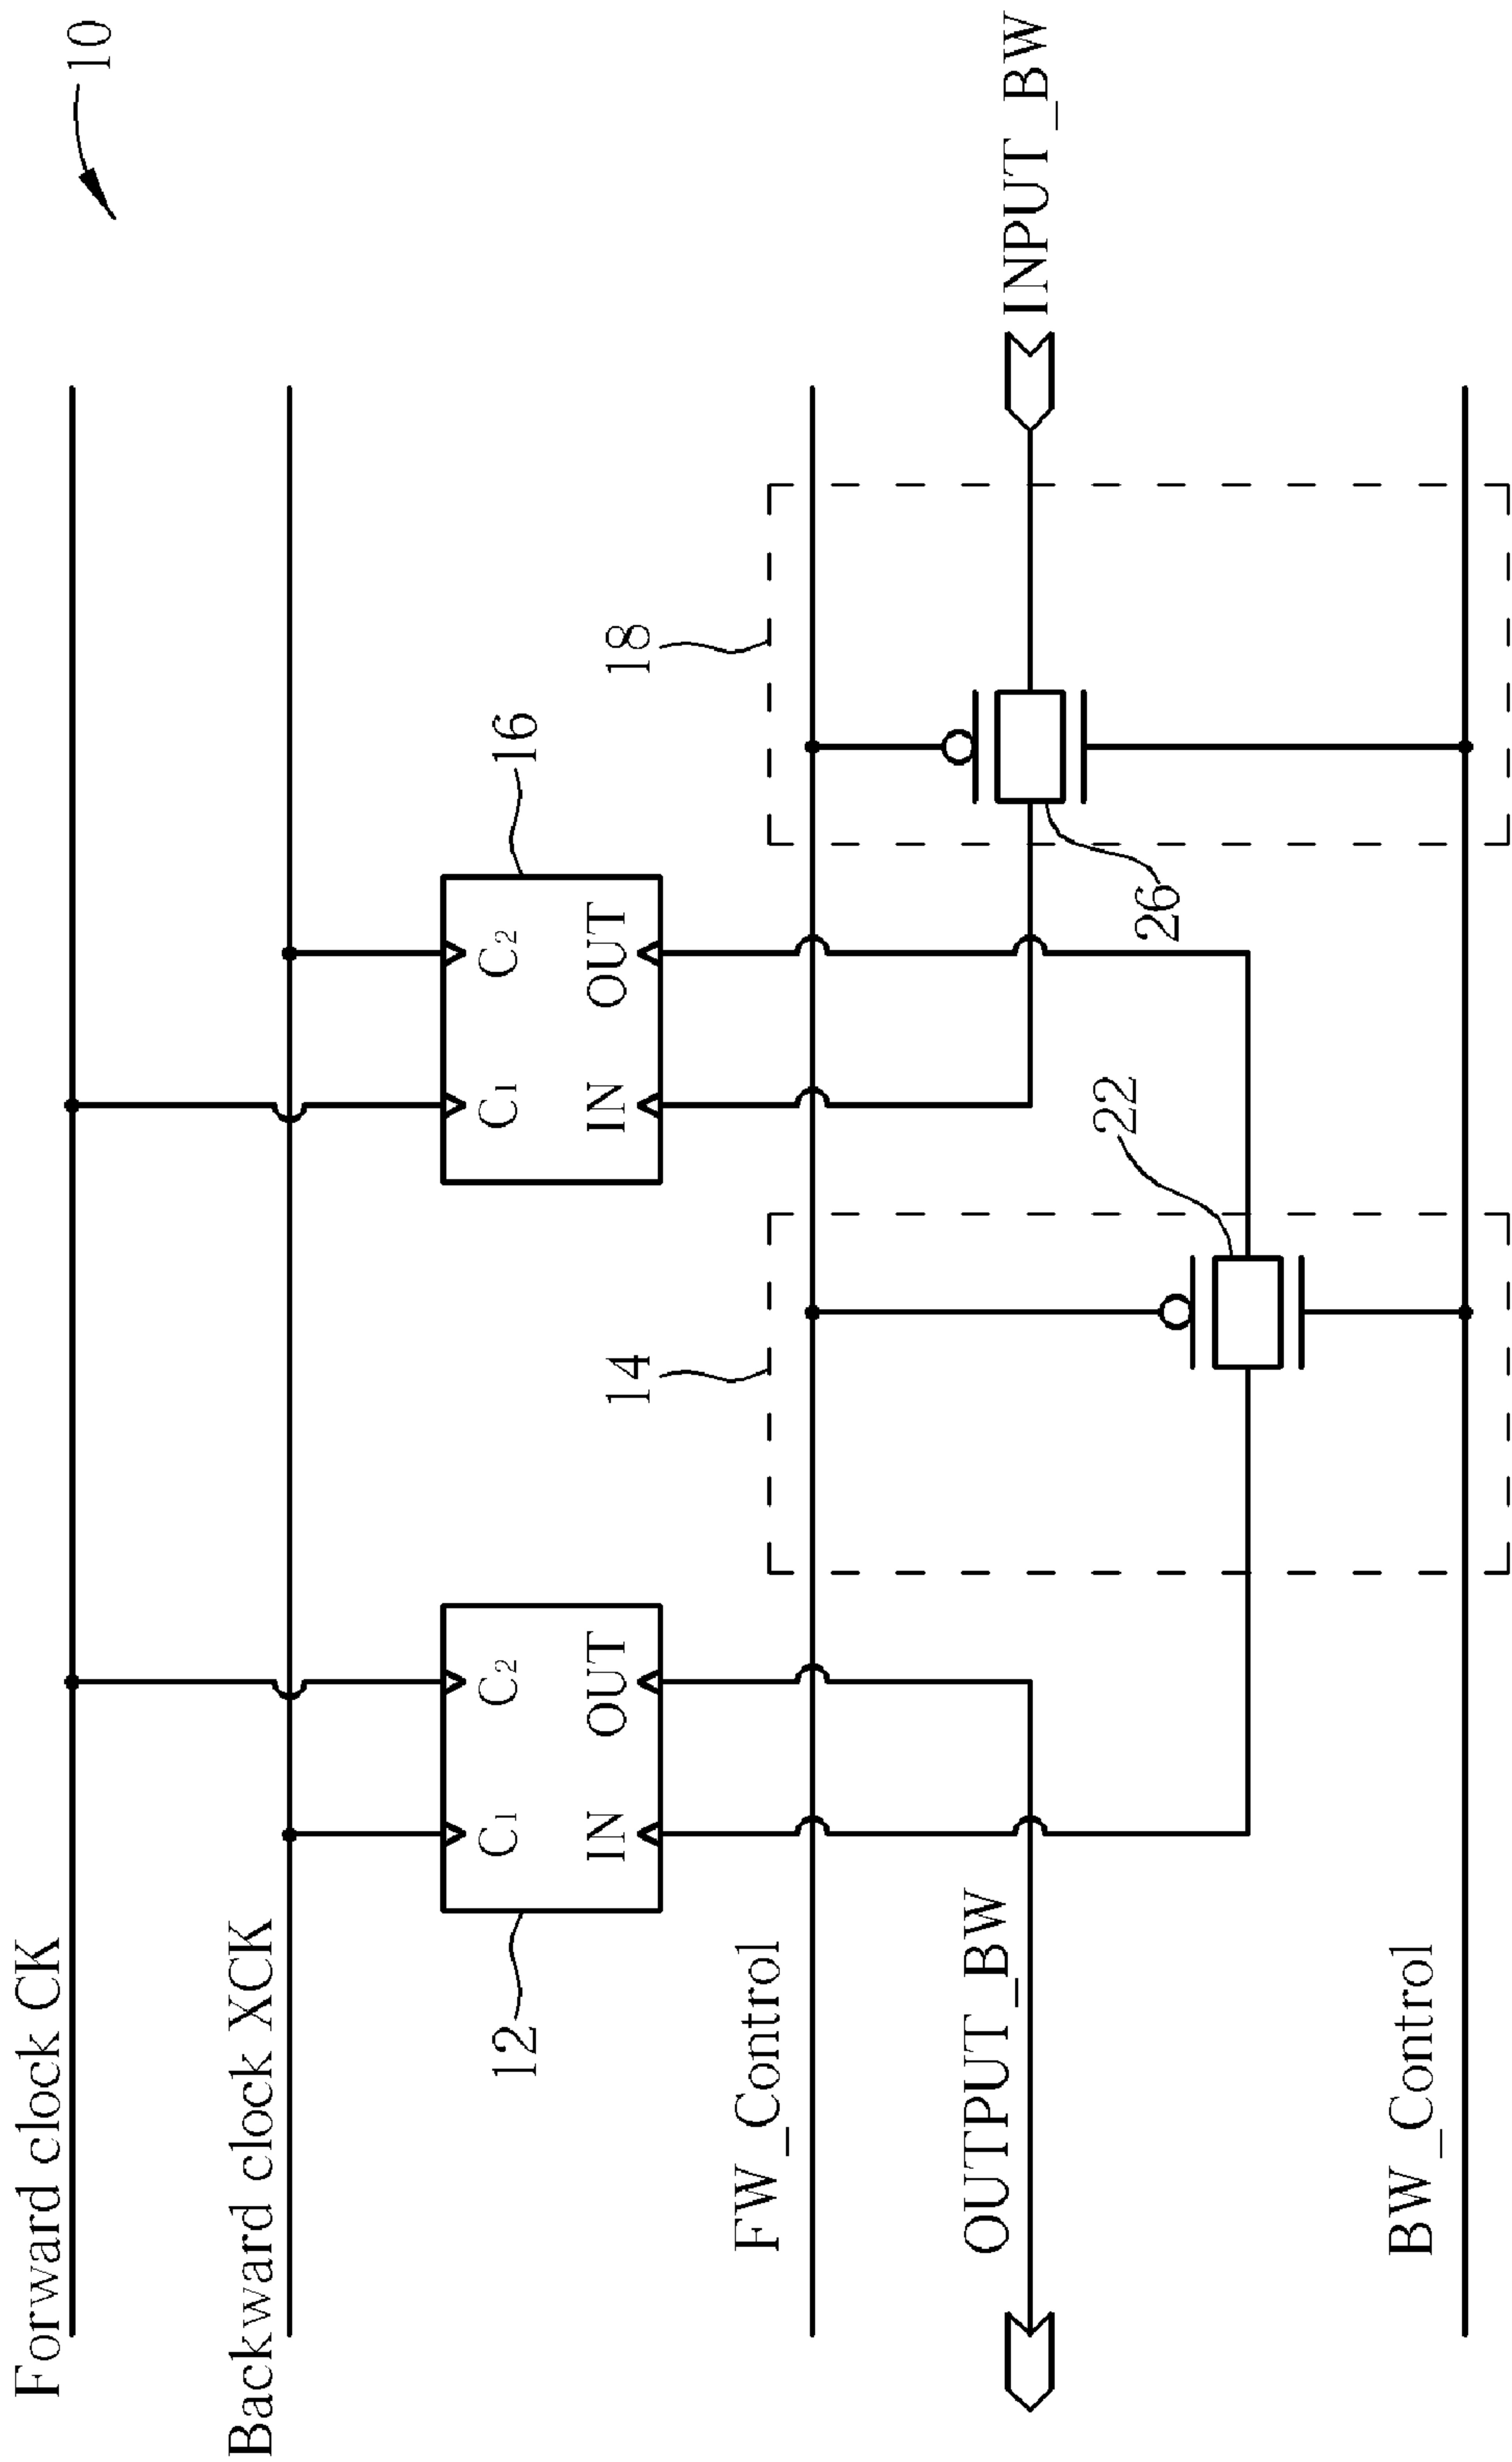 10
Forward clock CK
Backward clock XCK
C1
C2
IN
OUT
12
C1
C2
IN
OUT
16
14
18
FW_Control
OUTPUT_BW
INPUT_BW
22
26
BW_Control